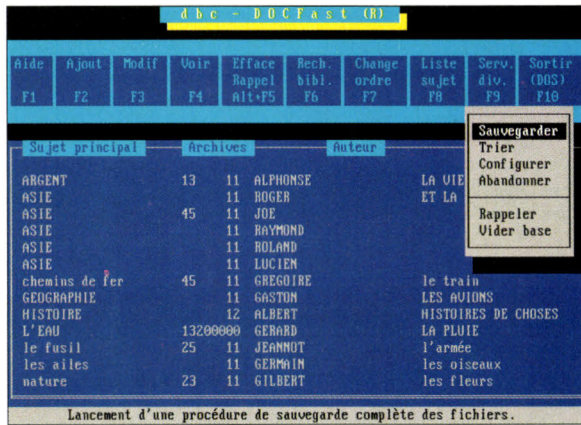 dbc - DOCFast (R)
Aide Ajout Modif Voir Efface Rech. Change Liste Serv. Sortir
Rappel bibl. ordre sujet div. (DOS)
F1 F2 F3 F4 Alt+F5 F6 F7 F8 F9 F10
Sauvegarder
Trier
Configurer
Abandonner
Rappeler
Vider base
Sujet principal Archives Auteur
ARGENT 13 11 ALPHONSE LA VIE
ASIE 11 ROGER ET LA
ASIE 45 11 JOE
ASIE 11 RAYMOND
ASIE 11 ROLAND
ASIE 11 LUCIEN
chemins de fer 45 11 GREGOIRE le train
GEOGRAPHIE 11 GASTON LES AVIONS
HISTOIRE 12 ALBERT HISTOIRES DE CHOSES
L'EAU 13200000 GERARD LA PLUIE
le fusil 25 11 JEANNOT l'armée
les ailes 11 GERMAIN les oiseaux
nature 23 11 GILBERT les fleurs
Lancement d'une procédure de sauvegarde complète des fichiers.